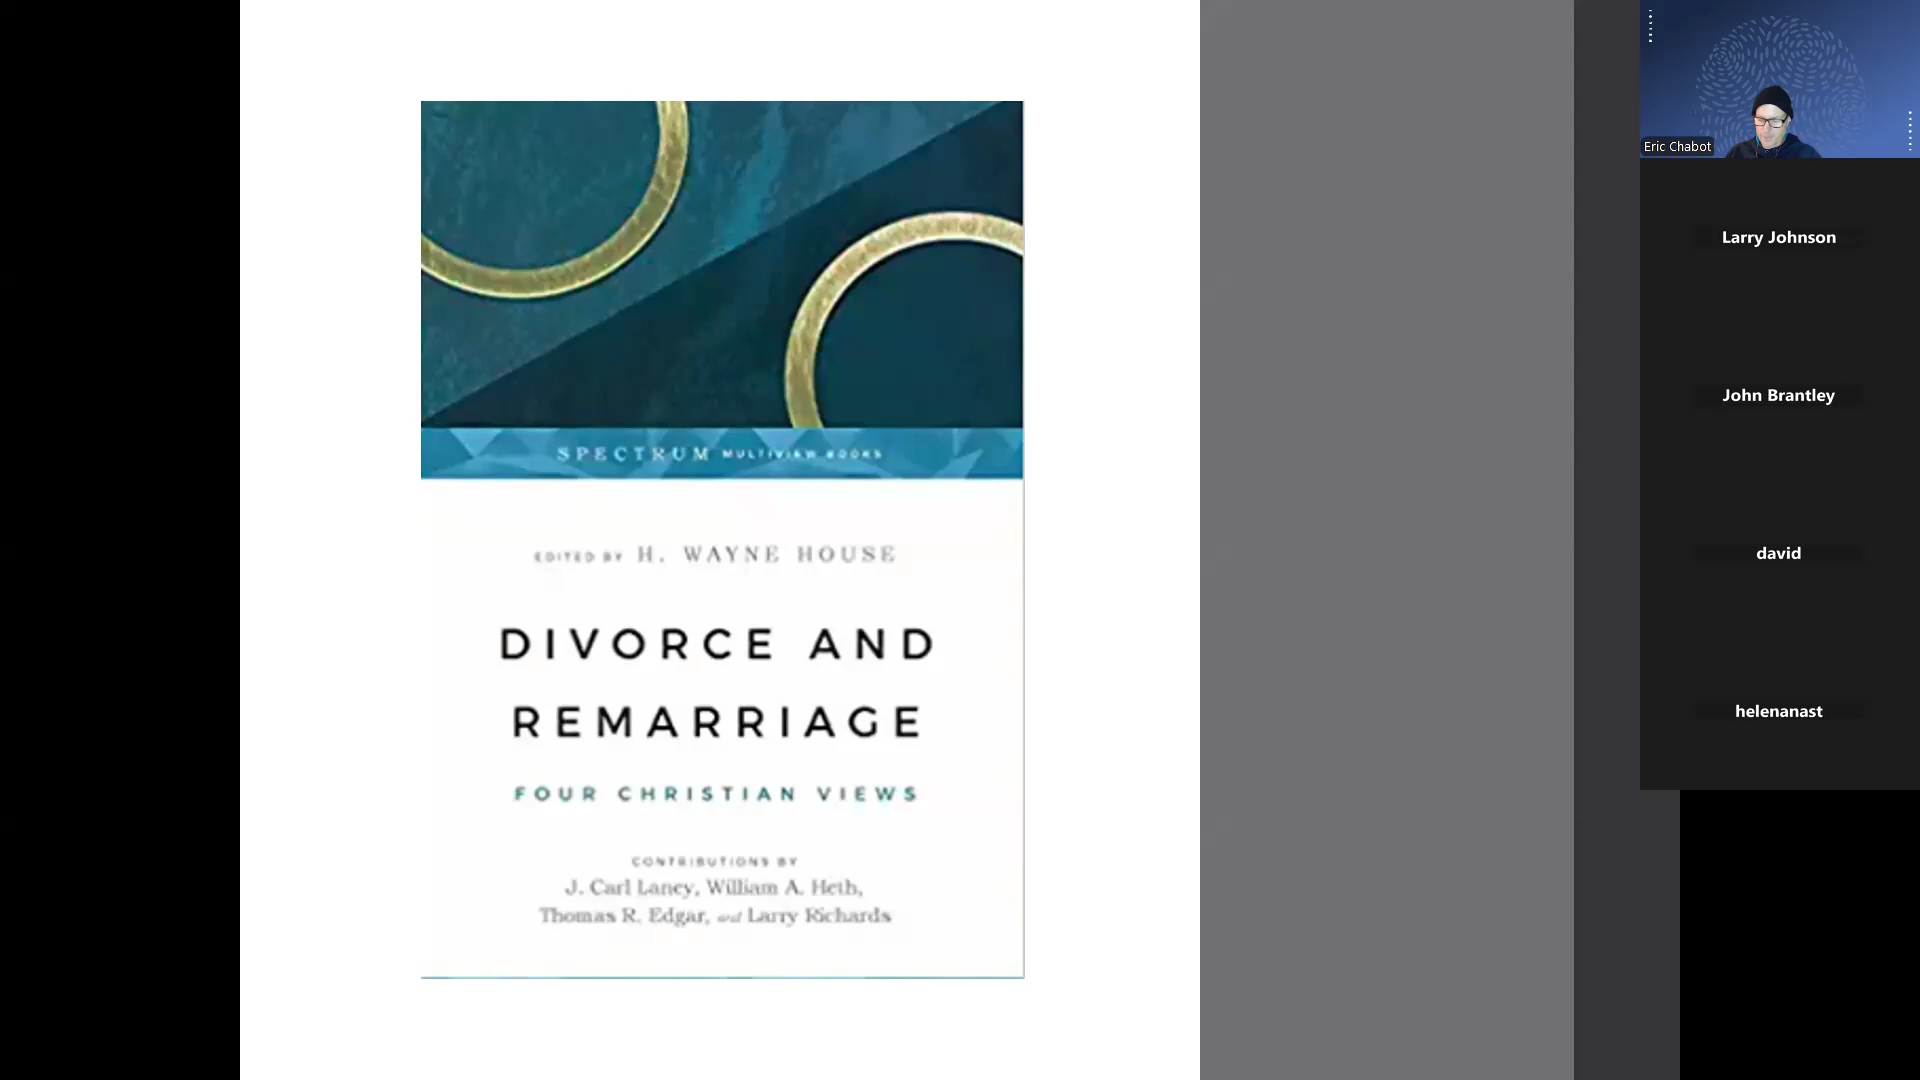 SPECTRUM MULTIVIEW BOOKS
EDITED BY H. WAYNE HOUSE
DIVORCE AND
REMARRIAGE
FOUR CHRISTIAN VIEWS
CONTRIBUTIONS BY
J. Carl Laney, William A. Heth,
Thomas R. Edgar, and Larry Richards
Eric Chabot
Larry Johnson
John Brantley
david
helenanast